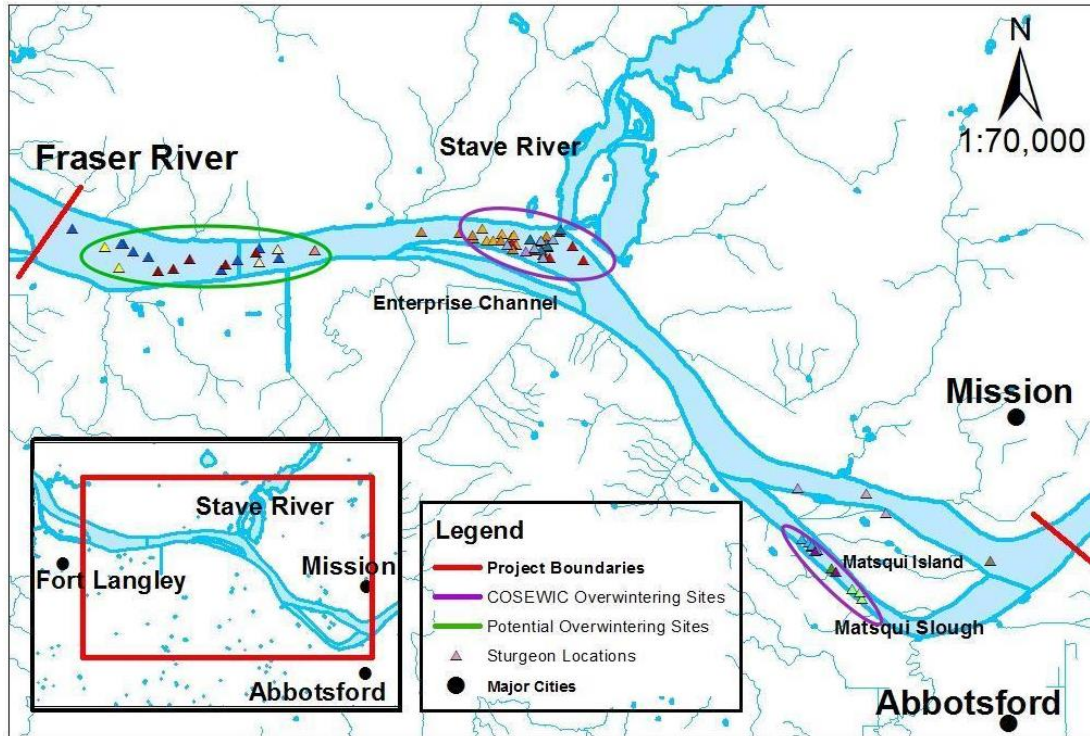 N
1:70,000
Fraser River
Stave River
Enterprise Channel
Mission
Matsqui Island
Matsqui Slough
Abbotsford
Stave River
Fort Langley
Mission
Abbotsford
Legend
Project Boundaries
COSEWIC Overwintering Sites
Potential Overwintering Sites
Sturgeon Locations
Major Cities